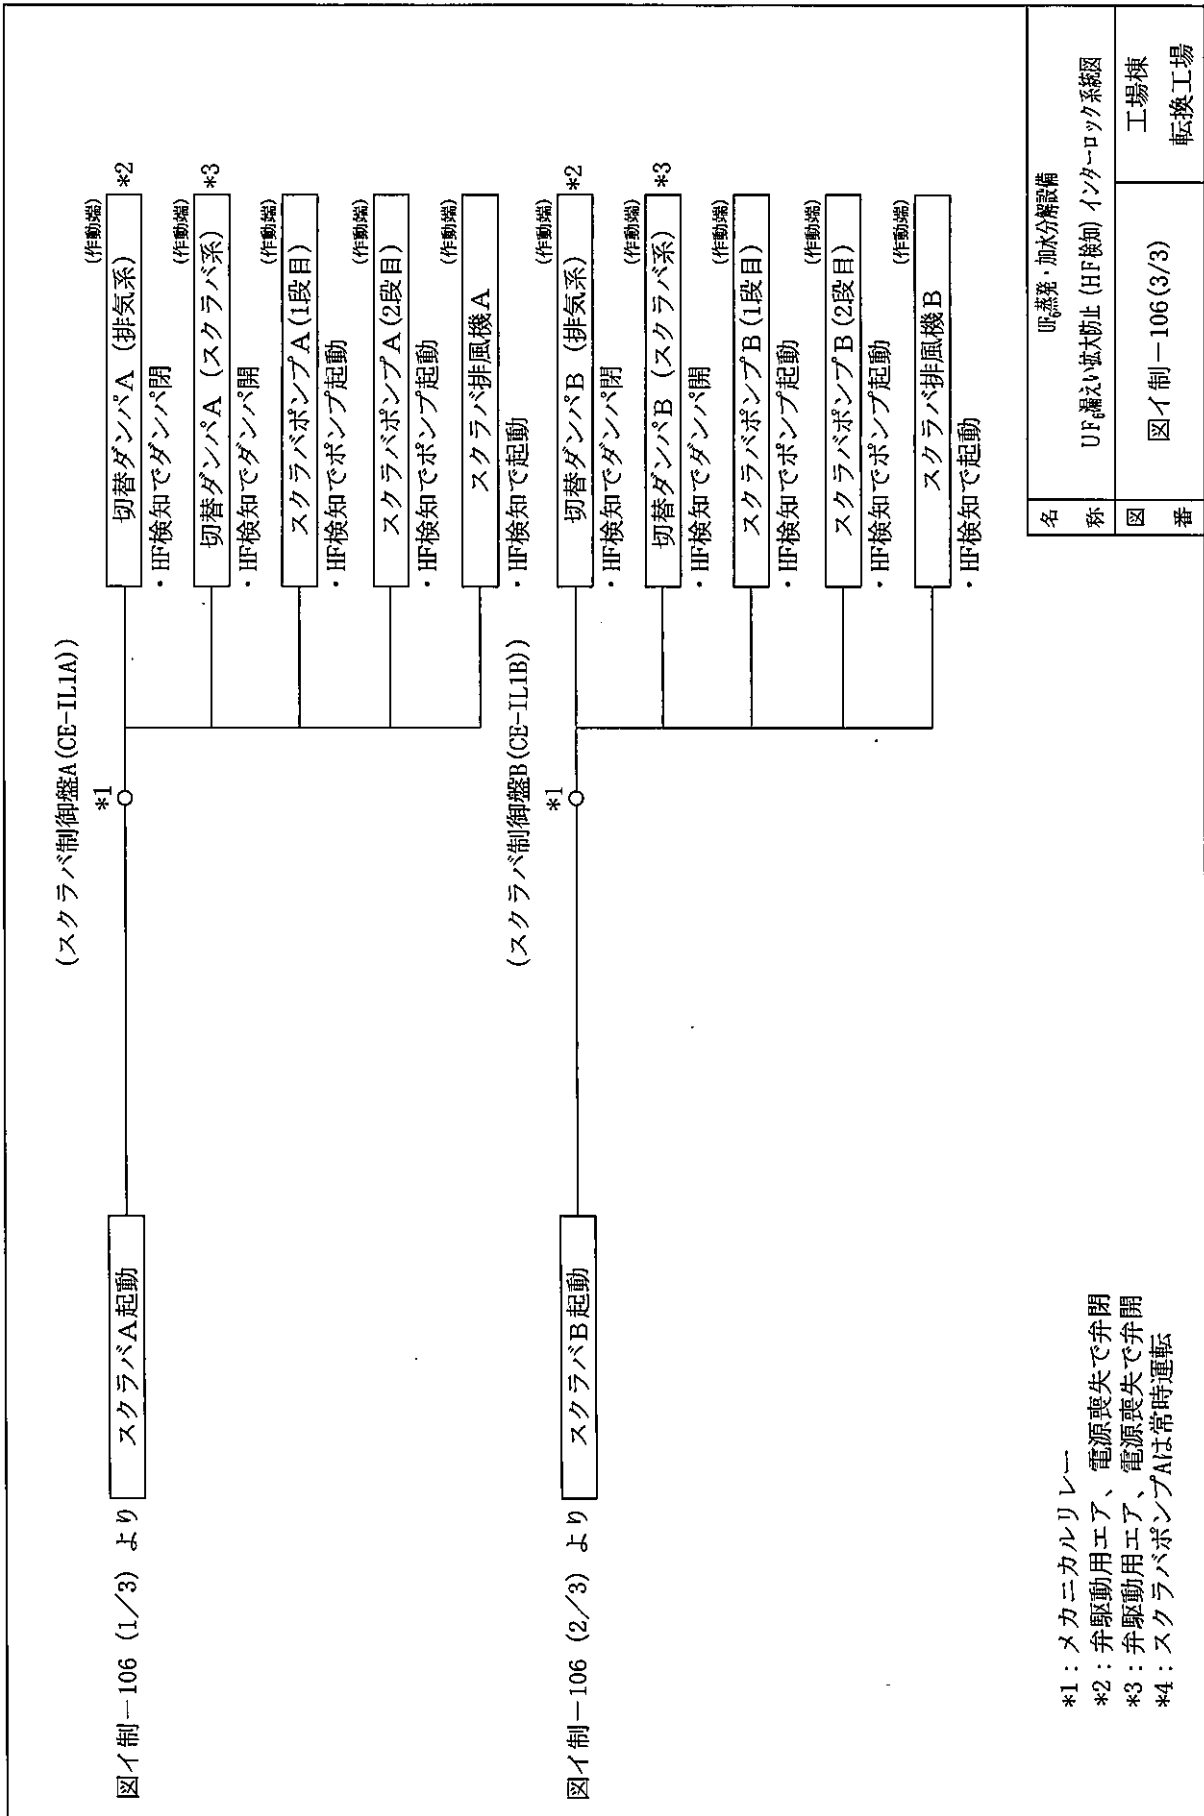 (スクラバ制御盤A(CE-IL1A))
図イ制－106 (1／3) より
スクラバA起動
*1
(作動端)
切替ダンパA (排気系)
*2
・HF検知でダンパ閉
(作動端)
切替ダンパA (スクラバ系)
*3
・HF検知でダンパ開
(作動端)
スクラバポンプA(1段目)
・HF検知でポンプ起動
(作動端)
スクラバポンプA(2段目)
・HF検知でポンプ起動
(作動端)
スクラバ排風機A
・HF検知で起動
(スクラバ制御盤B(CE-IL1B))
図イ制－106 (2／3) より
スクラバB起動
*1
(作動端)
切替ダンパB (排気系)
*2
・HF検知でダンパ閉
(作動端)
切替ダンパB (スクラバ系)
*3
・HF検知でダンパ開
(作動端)
スクラバポンプB(1段目)
・HF検知でポンプ起動
(作動端)
スクラバポンプB(2段目)
・HF検知でポンプ起動
(作動端)
スクラバ排風機B
・HF検知で起動
*1：メカニカルリレー
*2：弁駆動用エア、電源喪失で弁閉
*3：弁駆動用エア、電源喪失で弁開
*4：スクラバポンプAは常時運転
名称
UF₆蒸発・加水分解設備
UF₆漏えい拡大防止(HF検知)インターロック系統図
図番
図イ制－106(3/3)
工場棟
転換工場